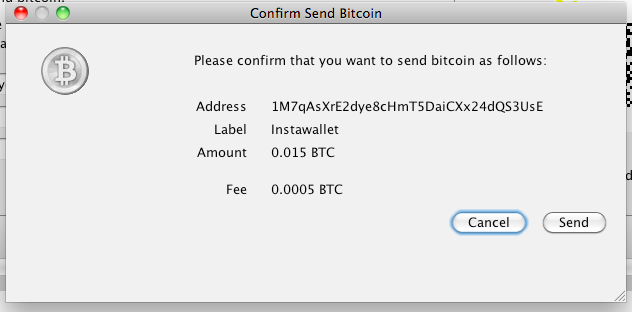 Confirm Send Bitcoin
Please confirm that you want to send bitcoin as follows:
Address 1M7qAsXrE2dye8cHmT5DaiCXx24dQS3UsE
Label Instawallet
Amount 0.015 BTC
Fee 0.0005 BTC
Cancel Send